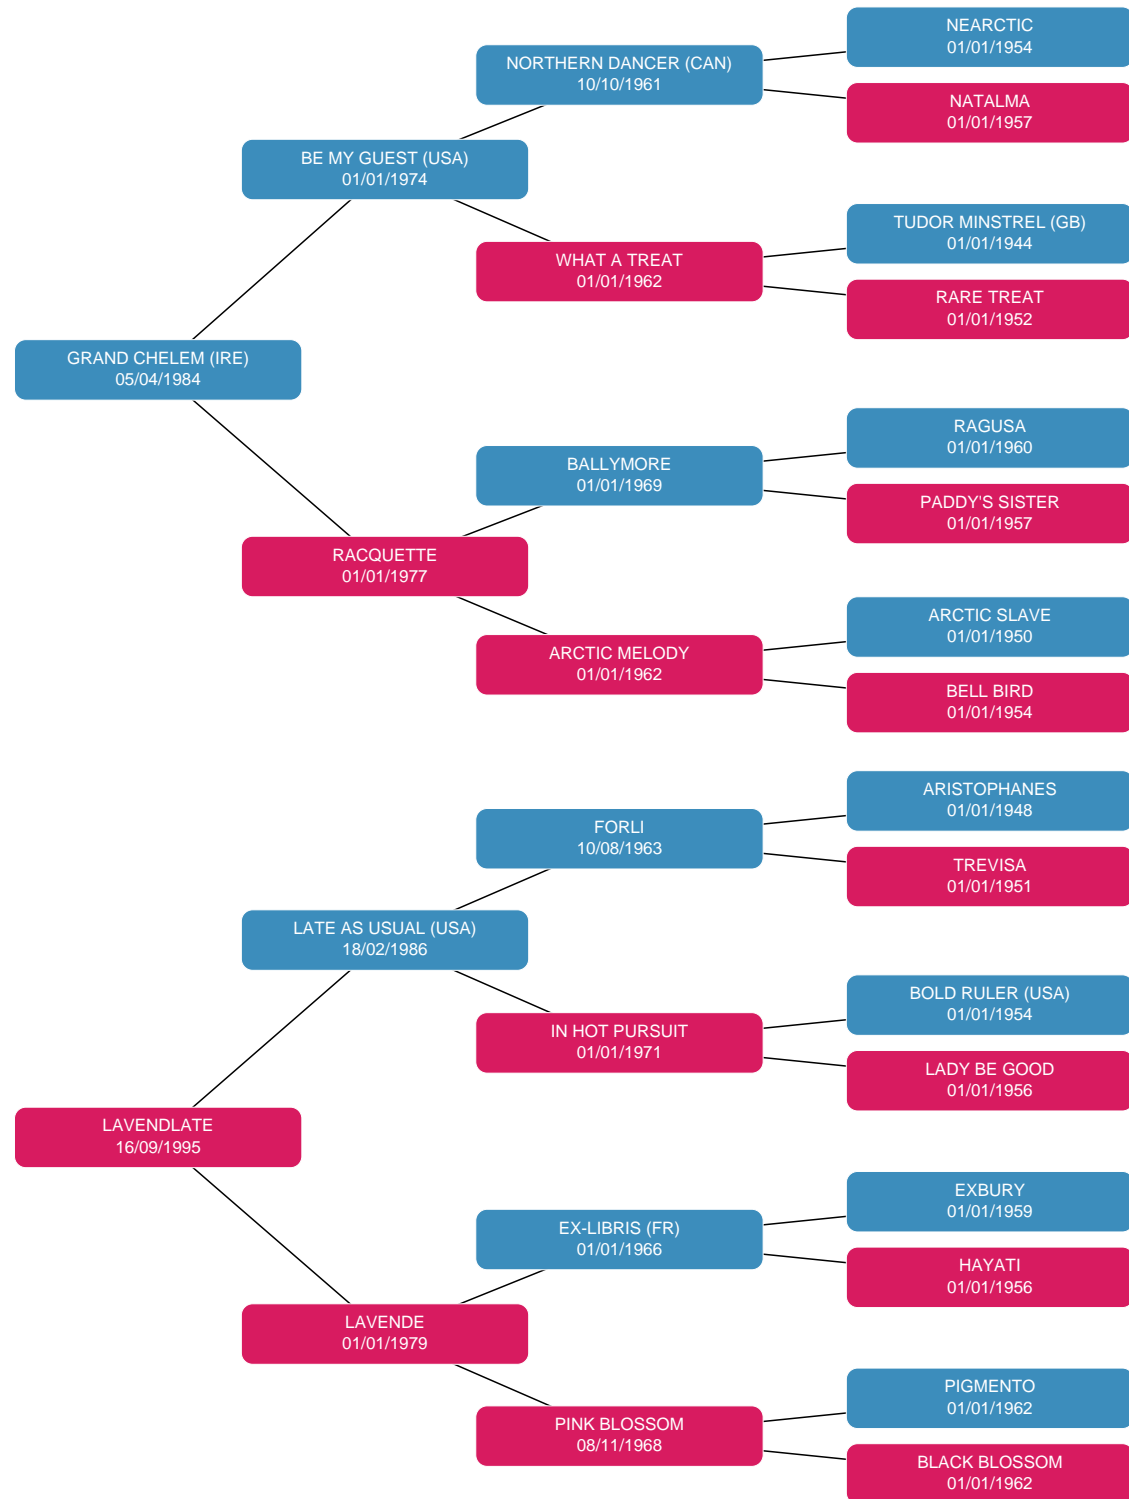 NEARCTIC
01/01/1954
NORTHERN DANCER (CAN)
10/10/1961
NATALMA
01/01/1957
BE MY GUEST (USA)
01/01/1974
TUDOR MINSTREL (GB)
01/01/1944
WHAT A TREAT
01/01/1962
RARE TREAT
01/01/1952
GRAND CHELEM (IRE)
05/04/1984
RAGUSA
01/01/1960
BALLYMORE
01/01/1969
PADDY'S SISTER
01/01/1957
RACQUETTE
01/01/1977
ARCTIC SLAVE
01/01/1950
ARCTIC MELODY
01/01/1962
BELL BIRD
01/01/1954
ARISTOPHANES
01/01/1948
FORLI
10/08/1963
TREVISA
01/01/1951
LATE AS USUAL (USA)
18/02/1986
BOLD RULER (USA)
01/01/1954
IN HOT PURSUIT
01/01/1971
LADY BE GOOD
01/01/1956
LAVENDLATE
16/09/1995
EXBURY
01/01/1959
EX-LIBRIS (FR)
01/01/1966
HAYATI
01/01/1956
LAVENDE
01/01/1979
PIGMENTO
01/01/1962
PINK BLOSSOM
08/11/1968
BLACK BLOSSOM
01/01/1962